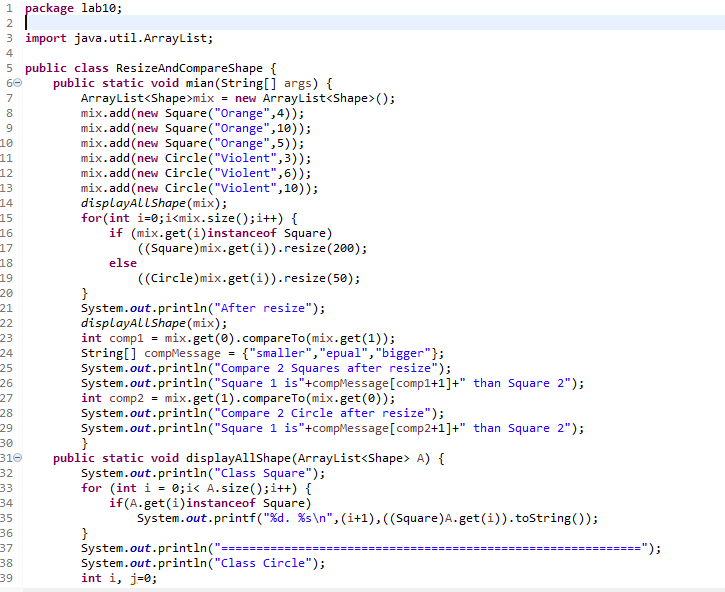 1 package lab10;
2
3 import java.util.ArrayList;
4
5 public class ResizeAndCompareShape {
6 public static void mian(String[] args) {
7 ArrayList<Shape>mix = new ArrayList<Shape>();
8 mix.add(new Square("Orange",4));
9 mix.add(new Square("Orange",10));
10 mix.add(new Square("Orange",5));
11 mix.add(new Circle("Violent",3));
12 mix.add(new Circle("Violent",6));
13 mix.add(new Circle("Violent",10));
14 displayAllShape(mix);
15 for(int i=0;i<mix.size();i++) {
16 if (mix.get(i)instanceof Square)
17 ((Square)mix.get(i)).resize(200);
18 else
19 ((Circle)mix.get(i)).resize(50);
20 }
21 System.out.println("After resize");
22 displayAllShape(mix);
23 int comp1 = mix.get(0).compareTo(mix.get(1));
24 String[] compMessage = {"smaller","epual","bigger"};
25 System.out.println("Compare 2 Squares after resize");
26 System.out.println("Square 1 is"+compMessage[comp1+1]+" than Square 2");
27 int comp2 = mix.get(1).compareTo(mix.get(0));
28 System.out.println("Compare 2 Circle after resize");
29 System.out.println("Square 1 is"+compMessage[comp2+1]+" than Square 2");
30 }
31 public static void displayAllShape(ArrayList<Shape> A) {
32 System.out.println("Class Square");
33 for (int i = 0;i< A.size();i++) {
34 if(A.get(i)instanceof Square)
35 System.out.printf("%d. %s\n",(i+1),((Square)A.get(i)).toString());
36 }
37 System.out.println("============================================================");
38 System.out.println("Class Circle");
39 int i, j=0;